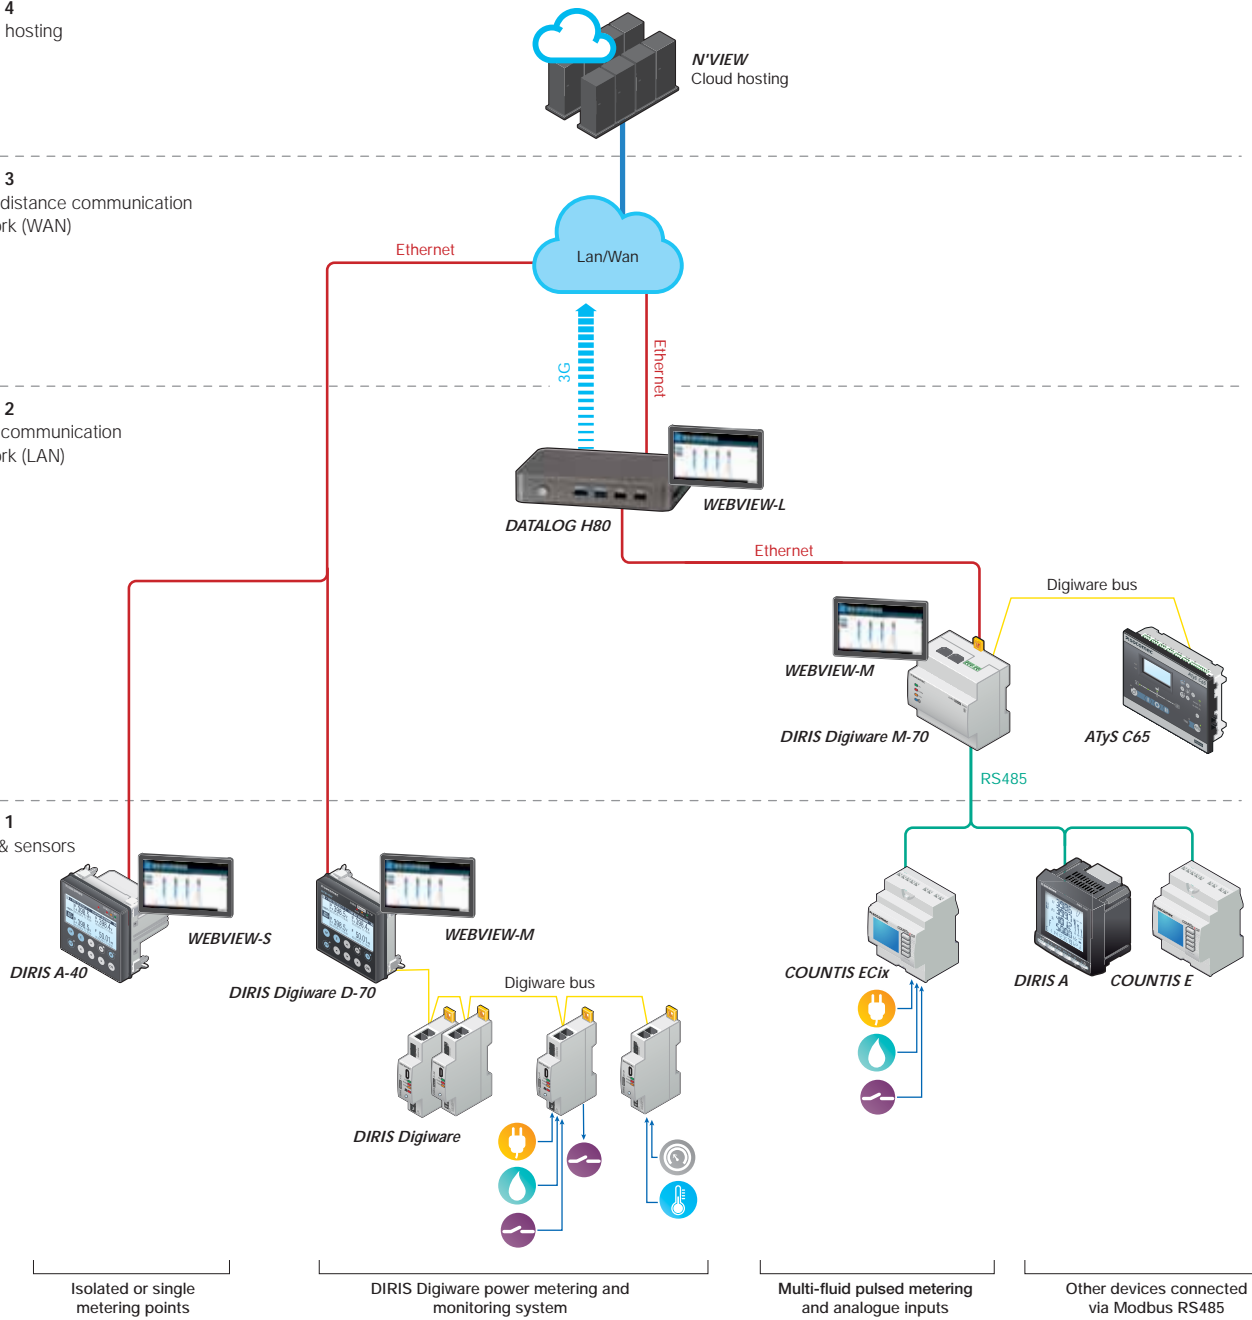 4
hosting
N'VIEW
Cloud hosting
3
distance communication
ork (WAN)
Ethernet
Lan/Wan
3G
Ethernet
2
communication
ork (LAN)
WEBVIEW-L
DATALOG H80
Ethernet
Digiware bus
WEBVIEW-M
DIRIS Digiware M-70
ATyS C65
RS485
1
& sensors
WEBVIEW-S
WEBVIEW-M
DIRIS A-40
DIRIS Digiware D-70
COUNTIS ECix
DIRIS A
COUNTIS E
Digiware bus
DIRIS Digiware
Isolated or single
metering points
DIRIS Digiware power metering and
monitoring system
Multi-fluid pulsed metering
and analogue inputs
Other devices connected
via Modbus RS485